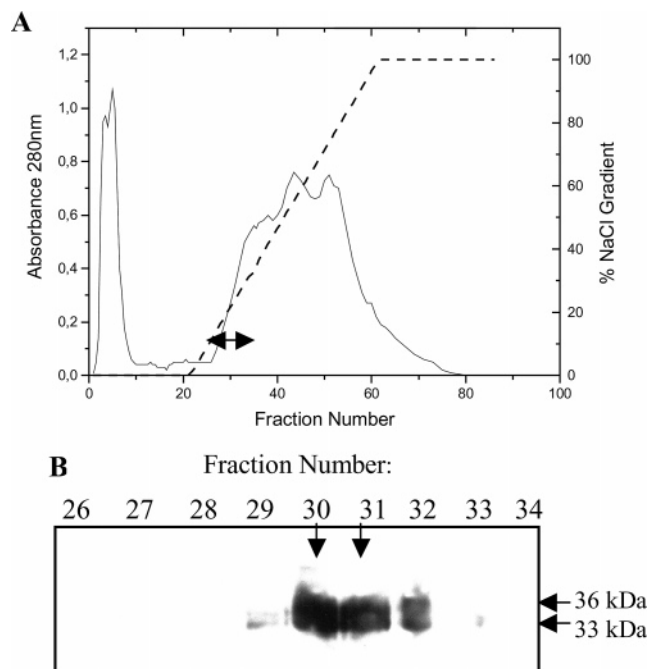 A
1,2
1,0
0,8
0,6
0,4
0,2
0,0
Absorbance 280nm
100
80
60
40
20
0
% NaCl Gradient
0 20 40 60 80 100
Fraction Number
B
Fraction Number:
26 27 28 29 30 31 32 33 34
36 kDa
33 kDa